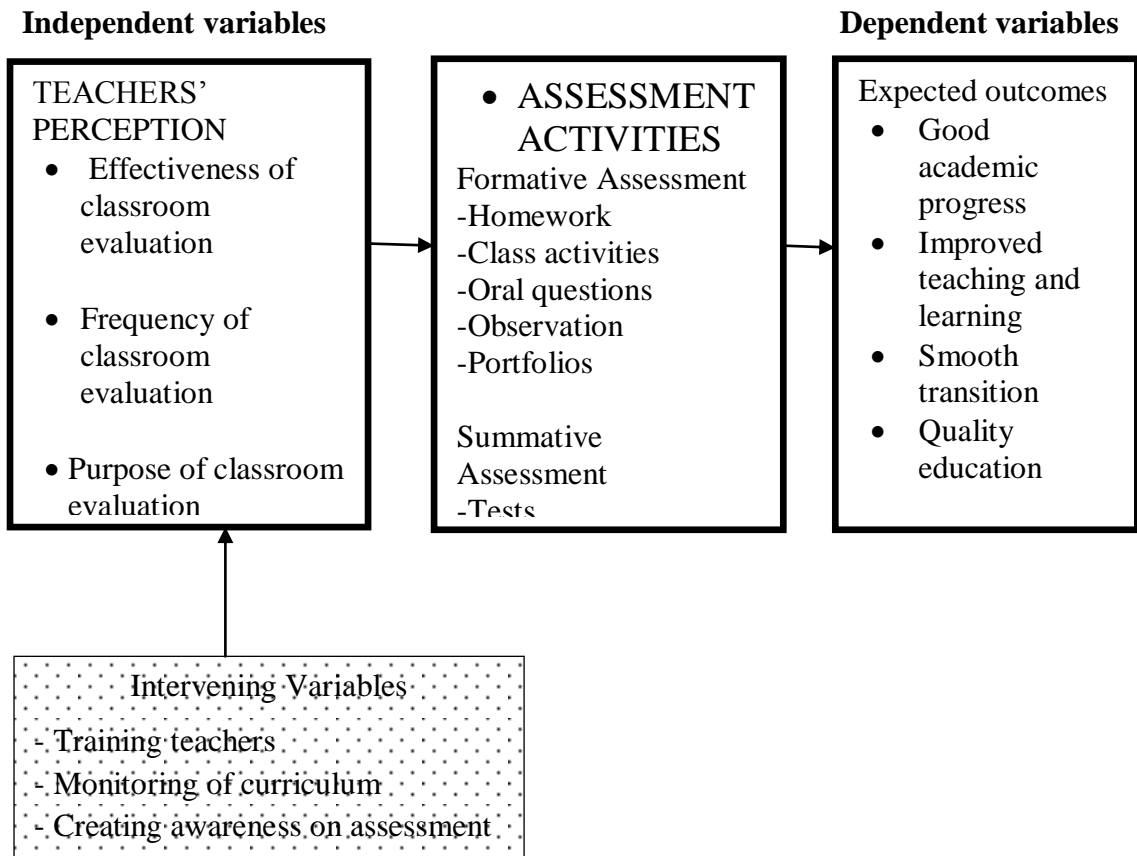 Independent variables
Dependent variables
TEACHERS’
PERCEPTION
• Effectiveness of
classroom
evaluation
• Frequency of
classroom
evaluation
• Purpose of classroom
evaluation
• ASSESSMENT
ACTIVITIES
Formative Assessment
-Homework
-Class activities
-Oral questions
-Observation
-Portfolios
Summative
Assessment
-Tests
Expected outcomes
• Good
academic
progress
• Improved
teaching and
learning
• Smooth
transition
• Quality
education
Intervening Variables
- Training teachers
- Monitoring of curriculum
- Creating awareness on assessment